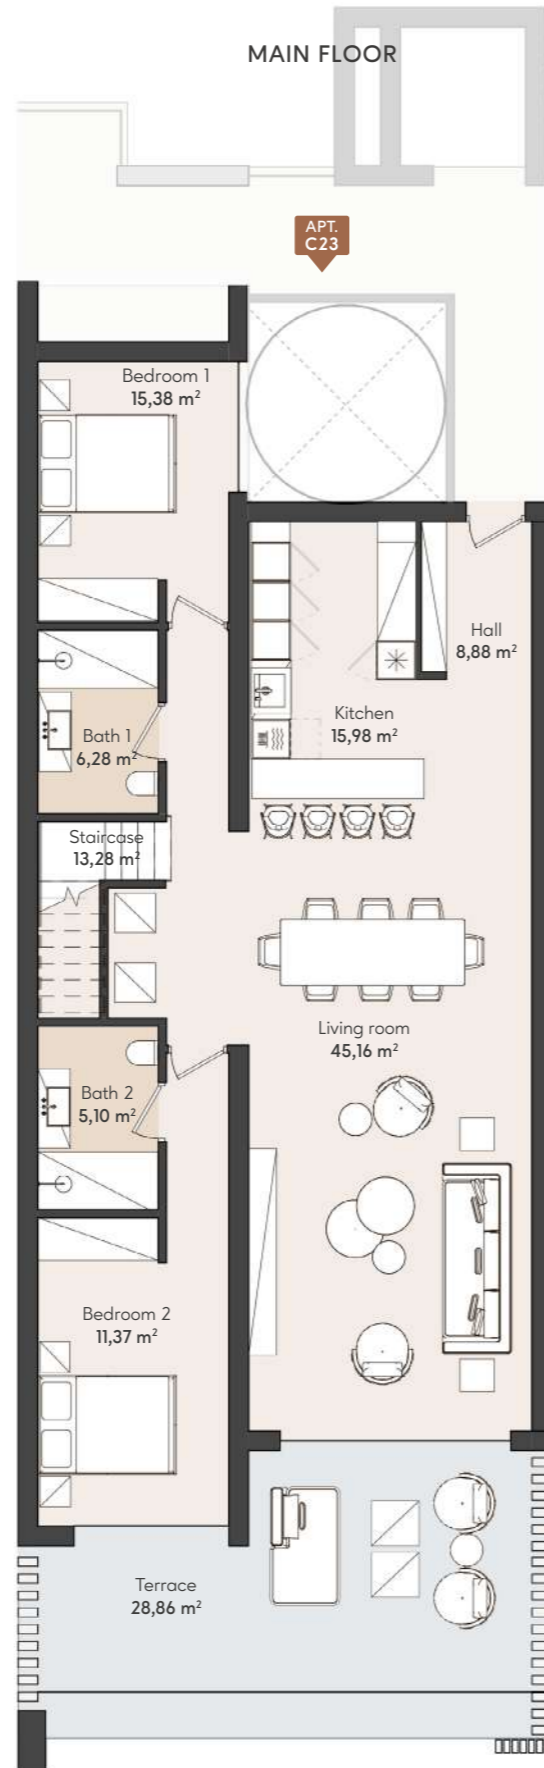 MAIN FLOOR
APT.
C23
Bedroom 1
15,38 m²
Hall
8,88 m²
Kitchen
15,98 m²
Bath 1
6,28 m²
Staircase
13,28 m²
Living room
45,16 m²
Bath 2
5,10 m²
Bedroom 2
11,37 m²
Terrace
28,86 m²